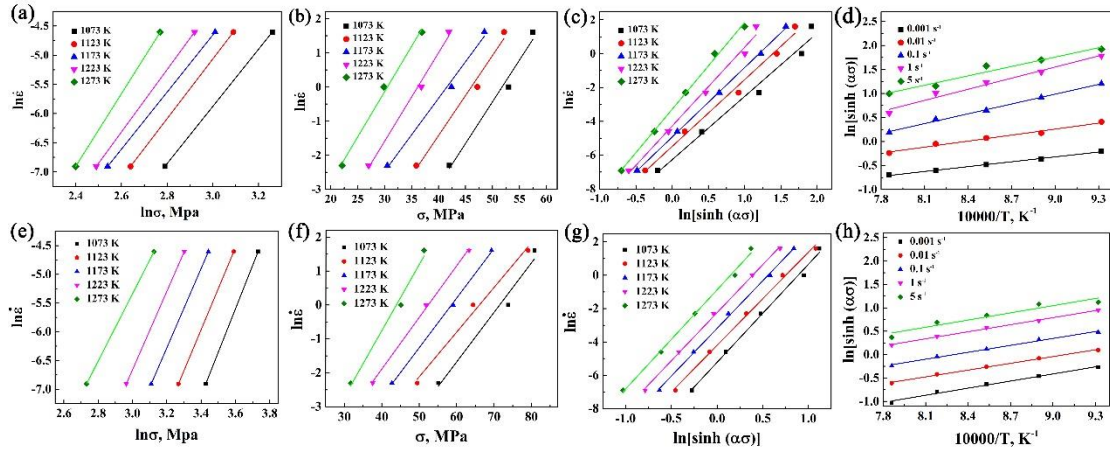 (a)
1073 K
1123 K
1173 K
1223 K
1273 K
-4.5
-5.0
-5.5
-6.0
-6.5
-7.0
lnε̇
2.4 2.6 2.8 3.0 3.2
lnσ, Mpa
(b)
1073 K
1123 K
1173 K
1223 K
1273 K
2
1
0
-1
-2
-3
lnε̇
20 25 30 35 40 45 50 55 60
σ, MPa
(c)
1073 K
1123 K
1173 K
1223 K
1273 K
2
0
-2
-4
-6
-8
lnε̇
-1.0 -0.5 0.0 0.5 1.0 1.5 2.0
ln[sinh (ασ)]
(d)
0.001 s⁻¹
0.01 s⁻¹
0.1 s⁻¹
1 s⁻¹
5 s⁻¹
2.5
2.0
1.5
1.0
0.5
0.0
-0.5
-1.0
ln[sinh (ασ)]
7.8 8.1 8.4 8.7 9.0 9.3
10000/T, K⁻¹
(e)
1073 K
1123 K
1173 K
1223 K
1273 K
-4.5
-5.0
-5.5
-6.0
-6.5
-7.0
lnε̇
2.6 2.8 3.0 3.2 3.4 3.6 3.8
lnσ, Mpa
(f)
1073 K
1123 K
1173 K
1223 K
1273 K
2
1
0
-1
-2
-3
lnε̇
30 40 50 60 70 80
σ, MPa
(g)
1073 K
1123 K
1173 K
1223 K
1273 K
2
0
-2
-4
-6
-8
lnε̇
-1.0 -0.5 0.0 0.5 1.0
ln[sinh (ασ)]
(h)
0.001 s⁻¹
0.01 s⁻¹
0.1 s⁻¹
1 s⁻¹
5 s⁻¹
2.0
1.5
1.0
0.5
0.0
-0.5
-1.0
ln[sinh (ασ)]
7.8 8.1 8.4 8.7 9.0 9.3
10000/T, K⁻¹